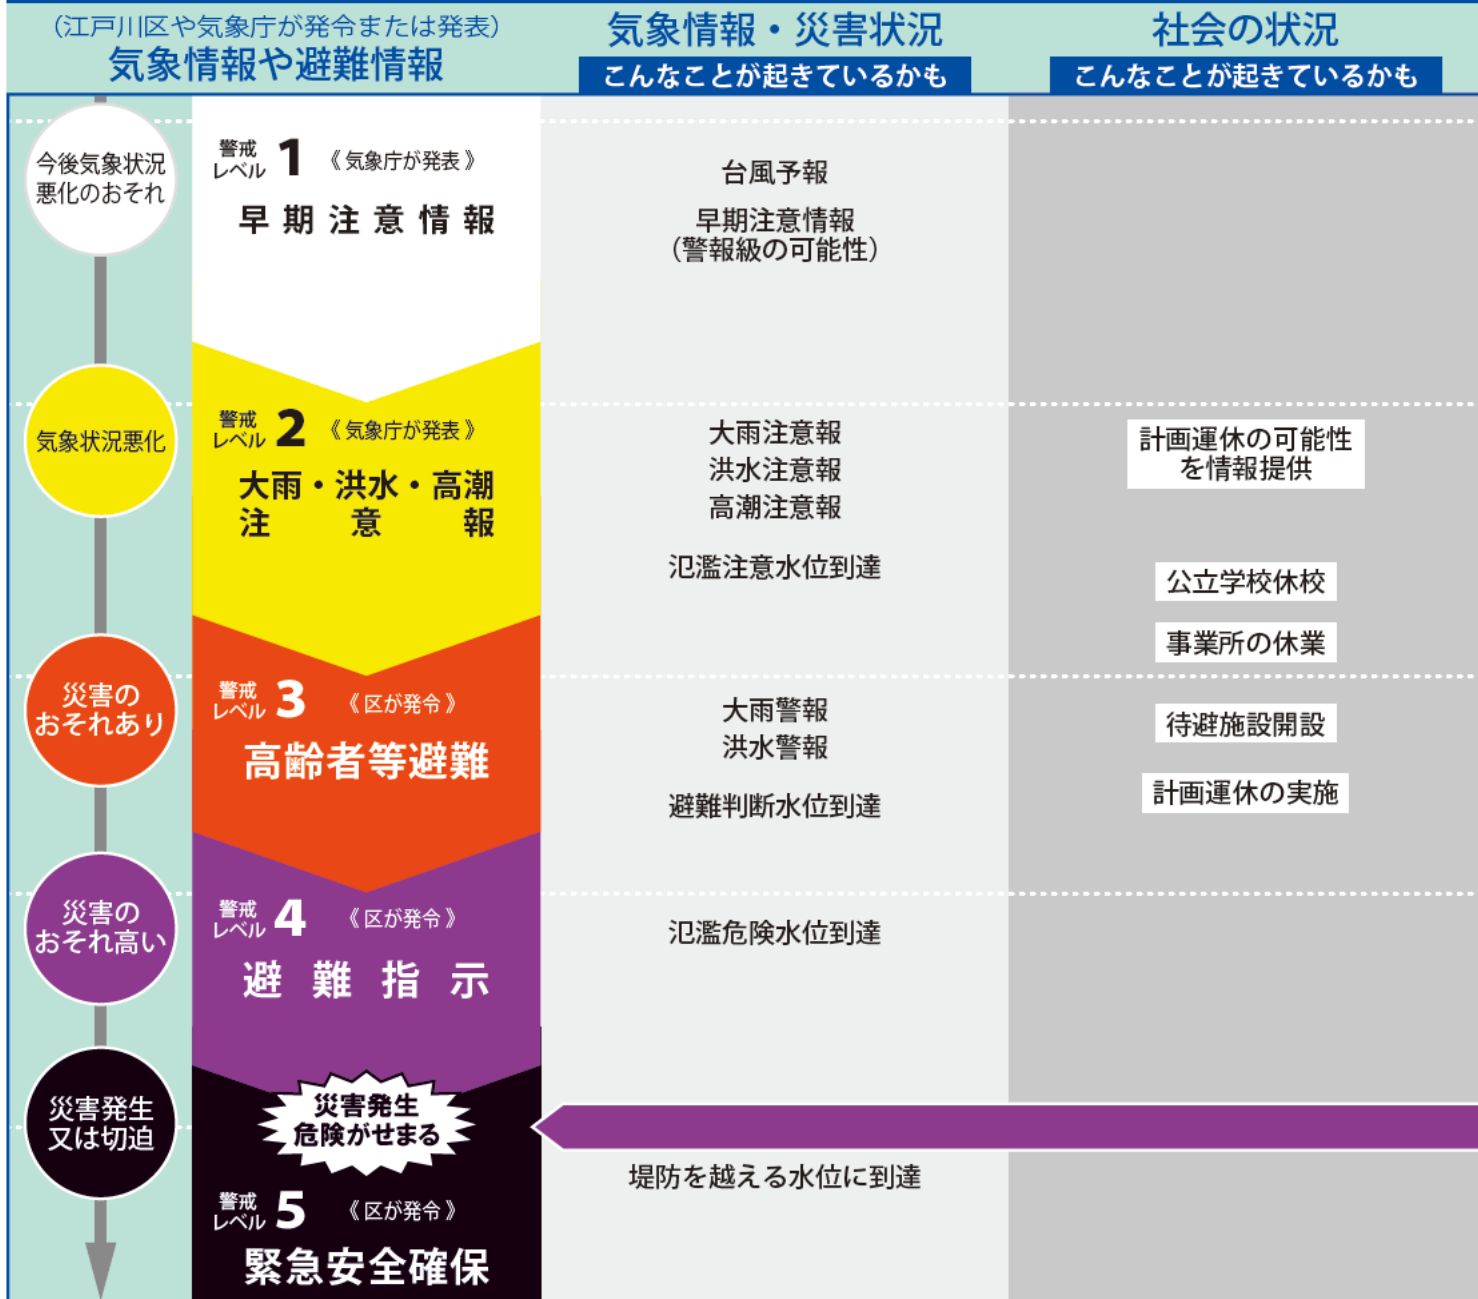 (江戸川区や気象庁が発令または発表)
気象情報や避難情報
気象情報・災害状況
こんなことが起きているかも
社会の状況
こんなことが起きているかも
今後気象状況
悪化のおそれ
警戒
レベル 1 《気象庁が発表》
早期注意情報
台風予報
早期注意情報
(警報級の可能性)
気象状況悪化
警戒
レベル 2 《気象庁が発表》
大雨・洪水・高潮
注意報
大雨注意報
洪水注意報
高潮注意報
氾濫注意水位到達
計画運休の可能性
を情報提供
公立学校休校
事業所の休業
災害の
おそれあり
警戒
レベル 3 《区が発令》
高齢者等避難
大雨警報
洪水警報
避難判断水位到達
待避施設開設
計画運休の実施
災害の
おそれ高い
警戒
レベル 4 《区が発令》
避難指示
氾濫危険水位到達
災害発生
又は切迫
災害発生
危険がせまる
警戒
レベル 5 《区が発令》
緊急安全確保
堤防を越える水位に到達